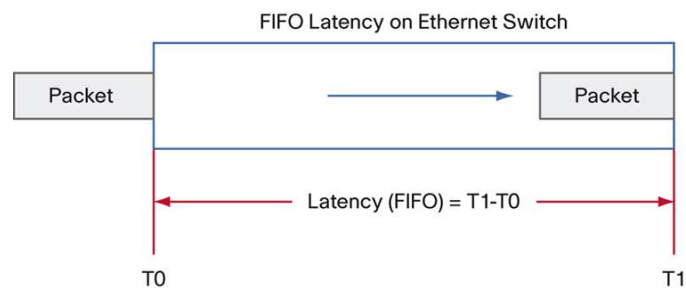 FIFO Latency on Ethernet Switch
Packet
Packet
Latency (FIFO) = T1-T0
T0
T1